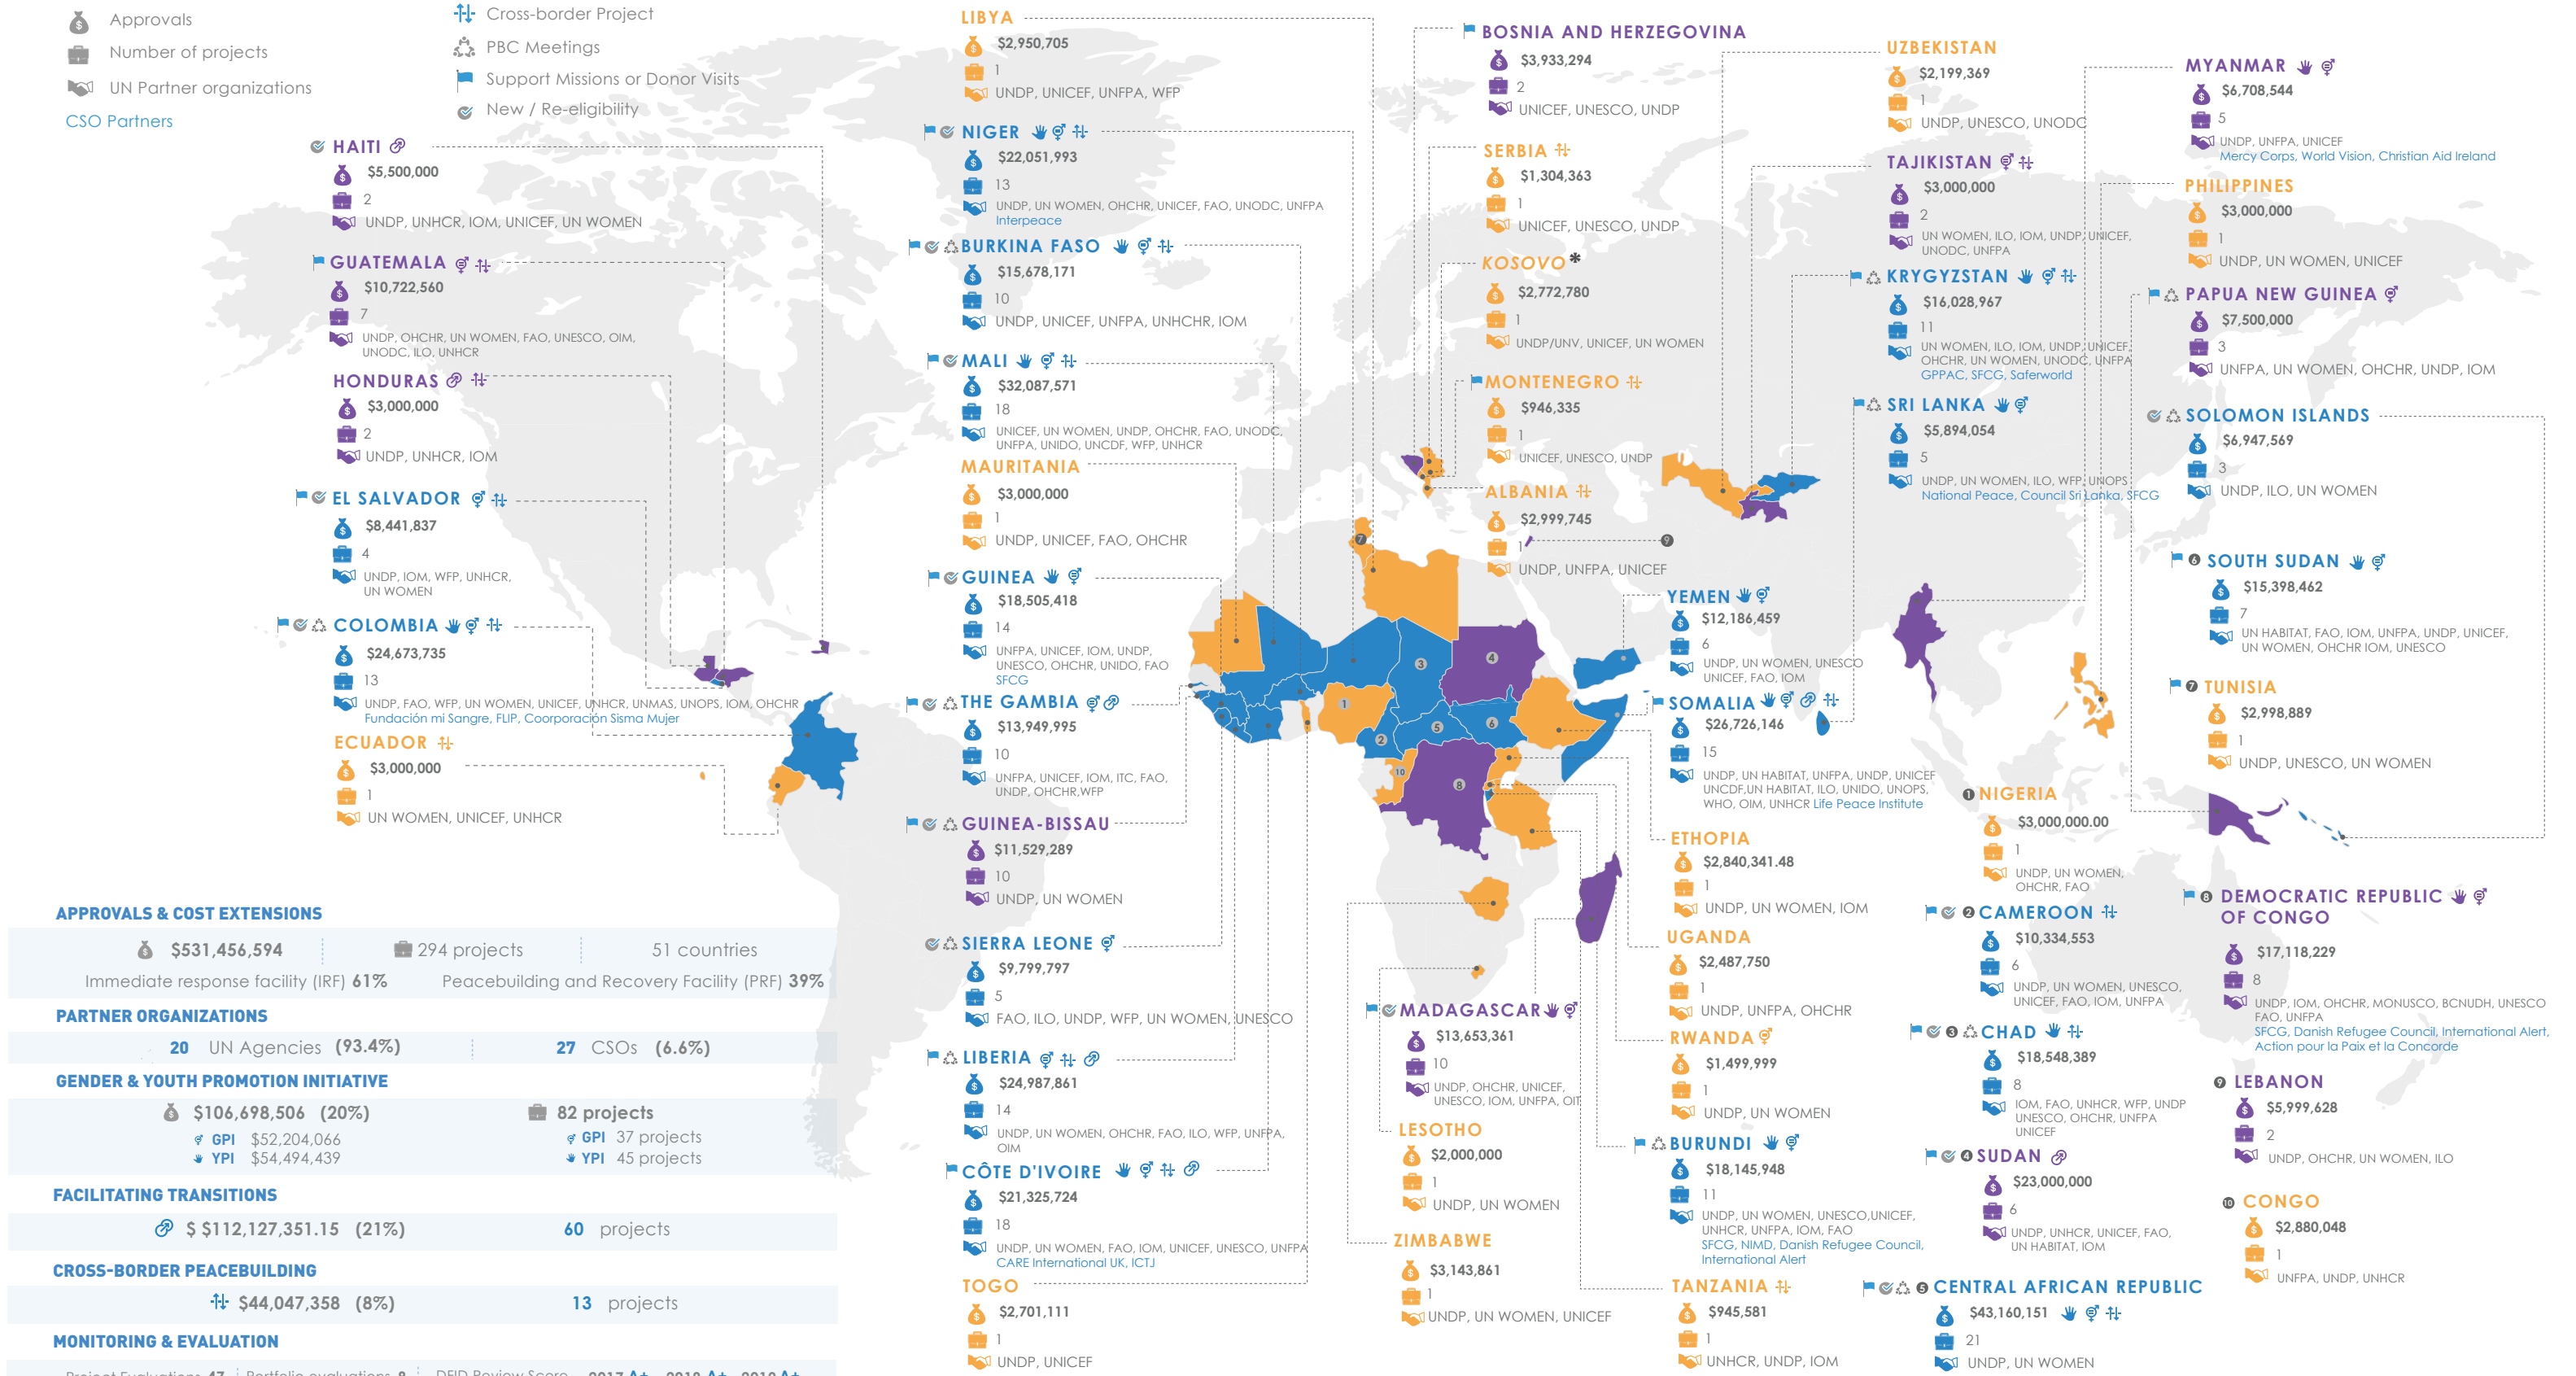 Approvals
Number of projects
UN Partner organizations
CSO Partners
Cross-border Project
PBC Meetings
Support Missions or Donor Visits
New / Re-eligibility
HAITI
$5,500,000
2
UNDP, UNHCR, IOM, UNICEF, UN WOMEN
GUATEMALA
$10,722,560
7
UNDP, OHCHR, UN WOMEN, FAO, UNESCO, OIM,
UNODC, ILO, UNHCR
HONDURAS
$3,000,000
2
UNDP, UNHCR, IOM
EL SALVADOR
$8,441,837
4
UNDP, IOM, WFP, UNHCR,
UN WOMEN
COLOMBIA
$24,673,735
13
UNDP, FAO, WFP, UN WOMEN, UNICEF, UNHCR, UNMAS, UNOPS, IOM, OHCHR
Fundación mi Sangre, FLIP, Coorporación Sisma Mujer
ECUADOR
$3,000,000
1
UN WOMEN, UNICEF, UNHCR
APPROVALS & COST EXTENSIONS
$531,456,594
294 projects
51 countries
Immediate response facility (IRF) 61%
Peacebuilding and Recovery Facility (PRF) 39%
PARTNER ORGANIZATIONS
20 UN Agencies (93.4%)
27 CSOs (6.6%)
GENDER & YOUTH PROMOTION INITIATIVE
$106,698,506 (20%)
82 projects
GPI $52,204,066
GPI 37 projects
YPI $54,494,439
YPI 45 projects
FACILITATING TRANSITIONS
$ $112,127,351.15 (21%)
60 projects
CROSS-BORDER PEACEBUILDING
$44,047,358 (8%)
13 projects
MONITORING & EVALUATION
LIBYA
$2,950,705
1
UNDP, UNICEF, UNFPA, WFP
NIGER
$22,051,993
13
UNDP, UN WOMEN, OHCHR, UNICEF, FAO, UNODC, UNFPA
Interpeace
BURKINA FASO
$15,678,171
10
UNDP, UNICEF, UNFPA, UNHCHR, IOM
MALI
$32,087,571
18
UNICEF, UN WOMEN, UNDP, OHCHR, FAO, UNODC,
UNFPA, UNIDO, UNCDF, WFP, UNHCR
MAURITANIA
$3,000,000
1
UNDP, UNICEF, FAO, OHCHR
GUINEA
$18,505,418
14
UNFPA, UNICEF, IOM, UNDP,
UNESCO, OHCHR, UNIDO, FAO
SFCG
THE GAMBIA
$13,949,995
10
UNFPA, UNICEF, IOM, ITC, FAO,
UNDP, OHCHR,WFP
GUINEA-BISSAU
$11,529,289
10
UNDP, UN WOMEN
SIERRA LEONE
$9,799,797
5
FAO, ILO, UNDP, WFP, UN WOMEN, UNESCO
LIBERIA
$24,987,861
14
UNDP, UN WOMEN, OHCHR, FAO, ILO, WFP, UNFPA,
OIM
CÔTE D'IVOIRE
$21,325,724
18
UNDP, UN WOMEN, FAO, IOM, UNICEF, UNESCO, UNFPA
CARE International UK, ICTJ
TOGO
$2,701,111
1
UNDP, UNICEF
BOSNIA AND HERZEGOVINA
$3,933,294
2
UNICEF, UNESCO, UNDP
SERBIA
$1,304,363
1
UNICEF, UNESCO, UNDP
KOSOVO*
$2,772,780
1
UNDP/UNV, UNICEF, UN WOMEN
MONTENEGRO
$946,335
1
UNICEF, UNESCO, UNDP
ALBANIA
$2,999,745
1
UNDP, UNFPA, UNICEF
7
9
1
2
3
4
5
6
8
10
YEMEN
$12,186,459
6
UNDP, UN WOMEN, UNESCO
UNICEF, FAO, IOM
SOMALIA
$26,726,146
15
UNDP, UN HABITAT, UNFPA, UNDP, UNICEF
UNCDF,UN HABITAT, ILO, UNIDO, UNOPS,
WHO, OIM, UNHCR Life Peace Institute
ETHOPIA
$2,840,341.48
1
UNDP, UN WOMEN, IOM
UGANDA
$2,487,750
1
UNDP, UNFPA, OHCHR
RWANDA
$1,499,999
1
UNDP, UN WOMEN
BURUNDI
$18,145,948
11
UNDP, UN WOMEN, UNESCO,UNICEF,
UNHCR, UNFPA, IOM, FAO
SFCG, NIMD, Danish Refugee Council,
International Alert
TANZANIA
$945,581
1
UNHCR, UNDP, IOM
MADAGASCAR
$13,653,361
10
UNDP, OHCHR, UNICEF,
UNESCO, IOM, UNFPA, OIT
LESOTHO
$2,000,000
1
UNDP, UN WOMEN
ZIMBABWE
$3,143,861
1
UNDP, UN WOMEN, UNICEF
UZBEKISTAN
$2,199,369
1
UNDP, UNESCO, UNODC
TAJIKISTAN
$3,000,000
2
UN WOMEN, ILO, IOM, UNDP, UNICEF,
UNODC, UNFPA
KRYGYZSTAN
$16,028,967
11
UN WOMEN, ILO, IOM, UNDP, UNICEF,
OHCHR, UN WOMEN, UNODC, UNFPA
GPPAC, SFCG, Saferworld
SRI LANKA
$5,894,054
5
UNDP, UN WOMEN, ILO, WFP, UNOPS
National Peace, Council Sri Lanka, SFCG
1 NIGERIA
$3,000,000.00
1
UNDP, UN WOMEN,
OHCHR, FAO
2 CAMEROON
$10,334,553
6
UNDP, UN WOMEN, UNESCO,
UNICEF, FAO, IOM, UNFPA
3 CHAD
$18,548,389
8
IOM, FAO, UNHCR, WFP, UNDP
UNESCO, OHCHR, UNFPA
UNICEF
4 SUDAN
$23,000,000
6
UNDP, UNHCR, UNICEF, FAO,
UN HABITAT, IOM
5 CENTRAL AFRICAN REPUBLIC
$43,160,151
21
UNDP, UN WOMEN
MYANMAR
$6,708,544
5
UNDP, UNFPA, UNICEF
Mercy Corps, World Vision, Christian Aid Ireland
PHILIPPINES
$3,000,000
1
UNDP, UN WOMEN, UNICEF
PAPUA NEW GUINEA
$7,500,000
3
UNFPA, UN WOMEN, OHCHR, UNDP, IOM
SOLOMON ISLANDS
$6,947,569
3
UNDP, ILO, UN WOMEN
6 SOUTH SUDAN
$15,398,462
7
UN HABITAT, FAO, IOM, UNFPA, UNDP, UNICEF,
UN WOMEN, OHCHR IOM, UNESCO
7 TUNISIA
$2,998,889
1
UNDP, UNESCO, UN WOMEN
8 DEMOCRATIC REPUBLIC
OF CONGO
$17,118,229
8
UNDP, IOM, OHCHR, MONUSCO, BCNUDH, UNESCO
FAO, UNFPA
SFCG, Danish Refugee Council, International Alert,
Action pour la Paix et la Concorde
9 LEBANON
$5,999,628
2
UNDP, OHCHR, UN WOMEN, ILO
10 CONGO
$2,880,048
1
UNFPA, UNDP, UNHCR